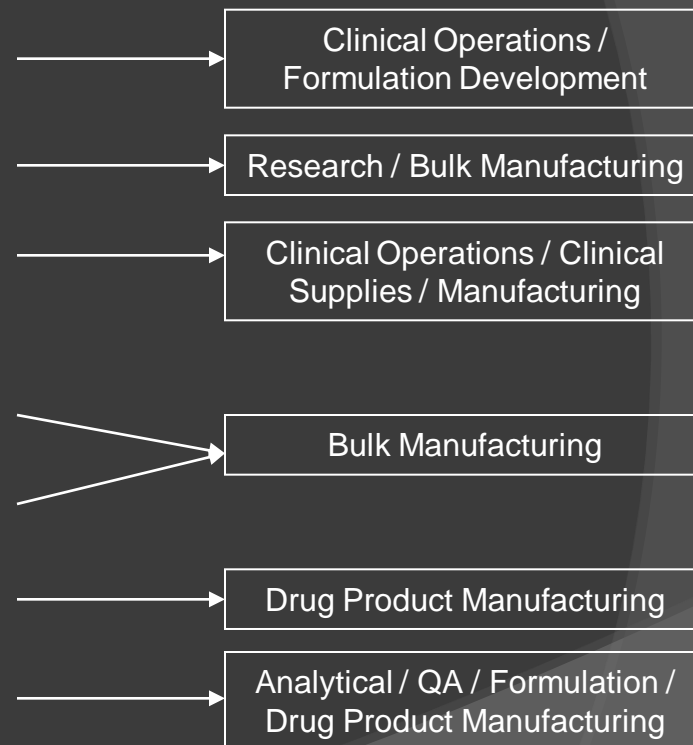 Clinical Operations /
Formulation Development
Research / Bulk Manufacturing
Clinical Operations / Clinical
Supplies / Manufacturing
Bulk Manufacturing
Drug Product Manufacturing
Analytical / QA / Formulation /
Drug Product Manufacturing